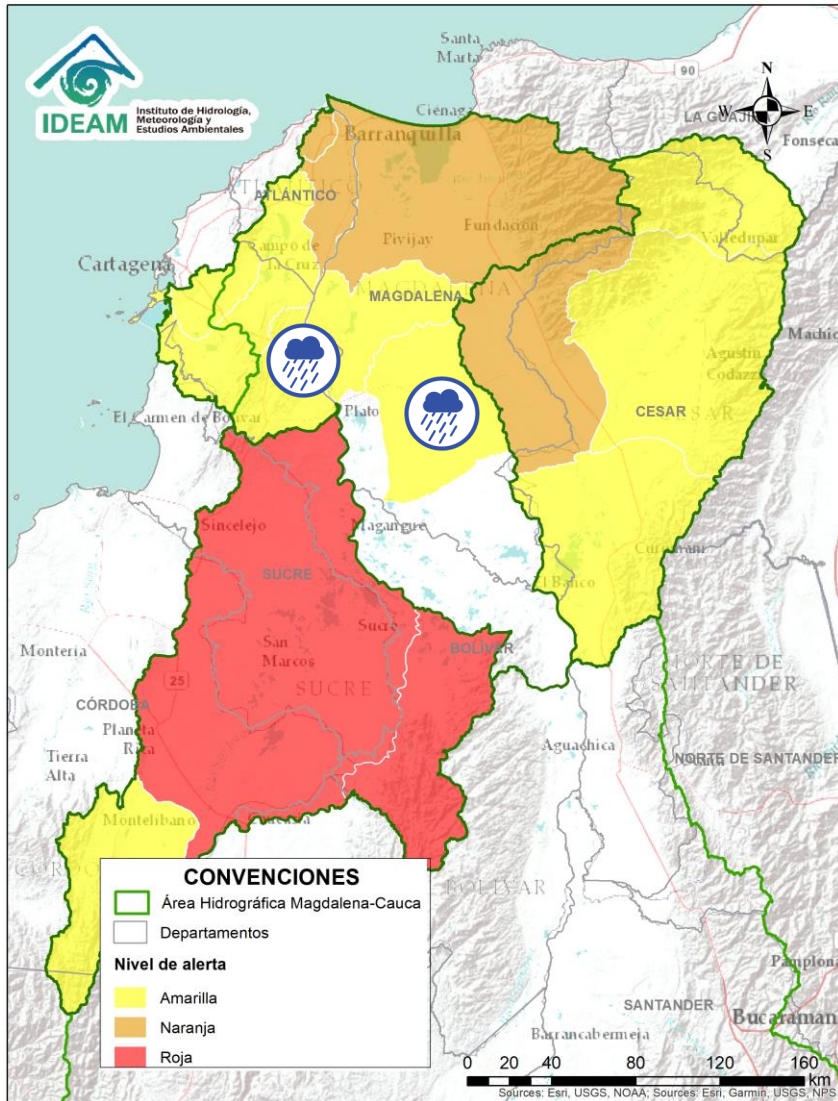 IDEAM
Instituto de Hidrología,
Meteorología y
Estudios Ambientales
Santa
Marta
90
N
W
E
S
Ciénaga
LA GUAJIRA
Fonseca
Barranquilla
ATLÁNTICO
Fundación
Campo de
la Cruz
Pivijay
Valledupar
Cartagena
MAGDALENA
Agustín
Codazzi
El Carmen de Bolívar
Plato
CESAR
Magangue
Sincelejo
SUCRE
El Banco
Sucre
Montería
San
Marcos
BOLÍVAR
SUCRE
NORTE DE
SANTANDER
25
CÓRDOBA
Planeta
Rica
Aguachica
Tierra
Alta
NORTE DE SANTANDER
Montelíbano
BOLÍVAR
CONVENCIONES
Área Hidrográfica Magdalena-Cauca
Departamentos
Nivel de alerta
Amarilla
Naranja
Roja
Pamplona
SANTANDER
Bucaraman
Barrancabermeja
0 20 40 80 120 160
km
Sources: Esri, USGS, NOAA; Sources: Esri, Garmin, USGS, NPS